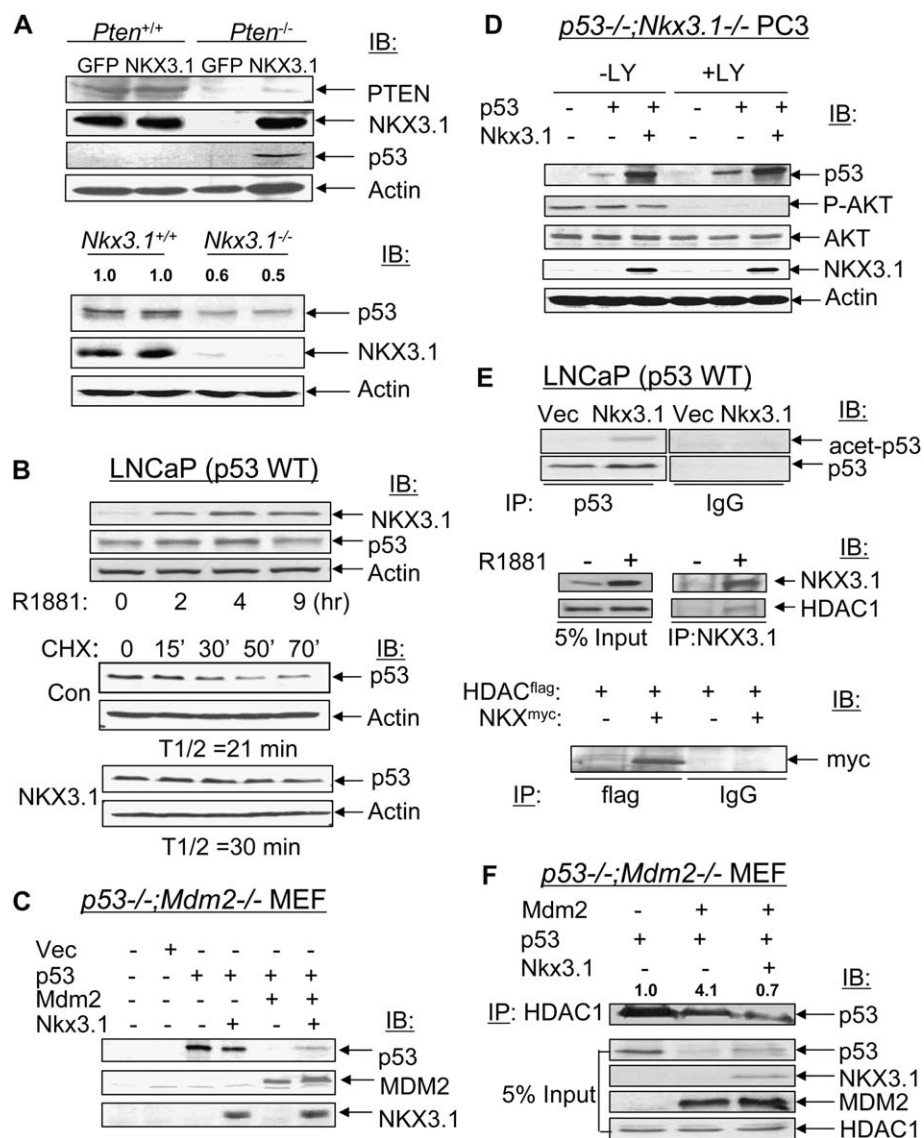 A
Pten+/+ Pten-/- IB:
GFP NKX3.1 GFP NKX3.1
PTEN
NKX3.1
p53
Actin
Nkx3.1+/+ Nkx3.1-/- IB:
1.0 1.0 0.6 0.5
p53
NKX3.1
Actin
B
LNCaP (p53 WT)
IB:
NKX3.1
p53
Actin
R1881: 0 2 4 9 (hr)
CHX: 0 15' 30' 50' 70' IB:
Con p53
Actin
T1/2 =21 min
NKX3.1 p53
Actin
T1/2 =30 min
C p53-/-;Mdm2-/- MEF
Vec - + - - - -
p53 - - + + + +
Mdm2 - - - - + +
Nkx3.1 - - - + - + IB:
p53
MDM2
NKX3.1
D p53-/-;Nkx3.1-/- PC3
-LY +LY
p53 - + + - + + IB:
Nkx3.1 - - + - - +
p53
P-AKT
AKT
NKX3.1
Actin
E LNCaP (p53 WT)
Vec Nkx3.1 Vec Nkx3.1 IB:
acet-p53
p53
IP: p53 IgG
R1881 - + - + IB:
NKX3.1
HDAC1
5% Input IP:NKX3.1
HDACflag: + + + +
NKXmyc: - + - + IB:
myc
IP: flag IgG
F p53-/-;Mdm2-/- MEF
Mdm2 - + +
p53 + + +
Nkx3.1 - - + IB:
1.0 4.1 0.7
IP: HDAC1 p53
5% Input p53
NKX3.1
MDM2
HDAC1